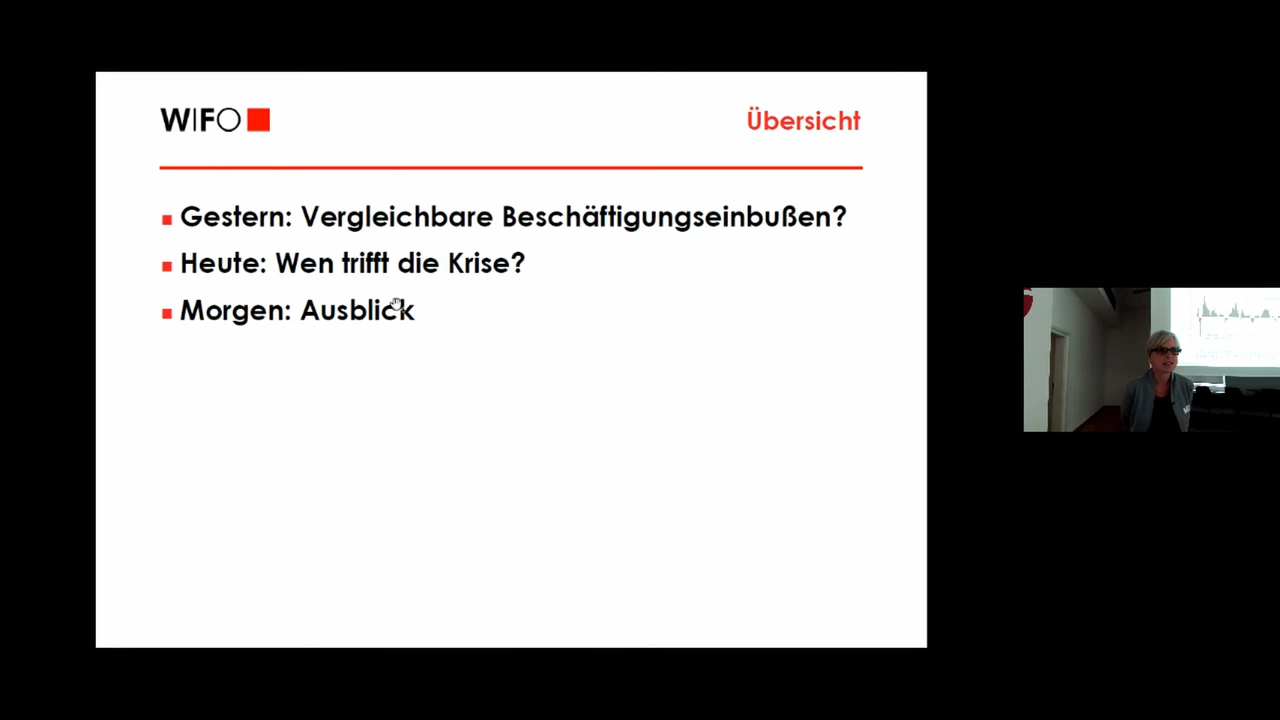 WIFO
Übersicht
Gestern: Vergleichbare Beschäftigungseinbußen?
Heute: Wen trifft die Krise?
Morgen: Ausblick